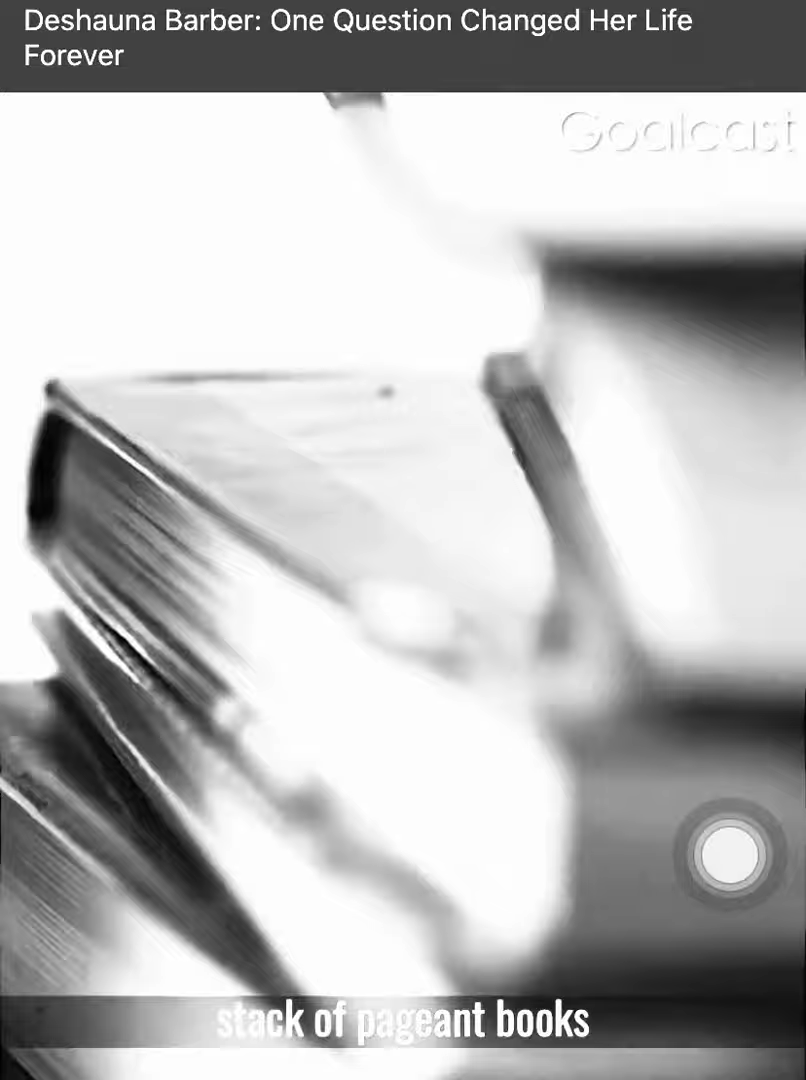 Deshauna Barber: One Question Changed Her Life
Forever
Goalcast
stack of pageant books